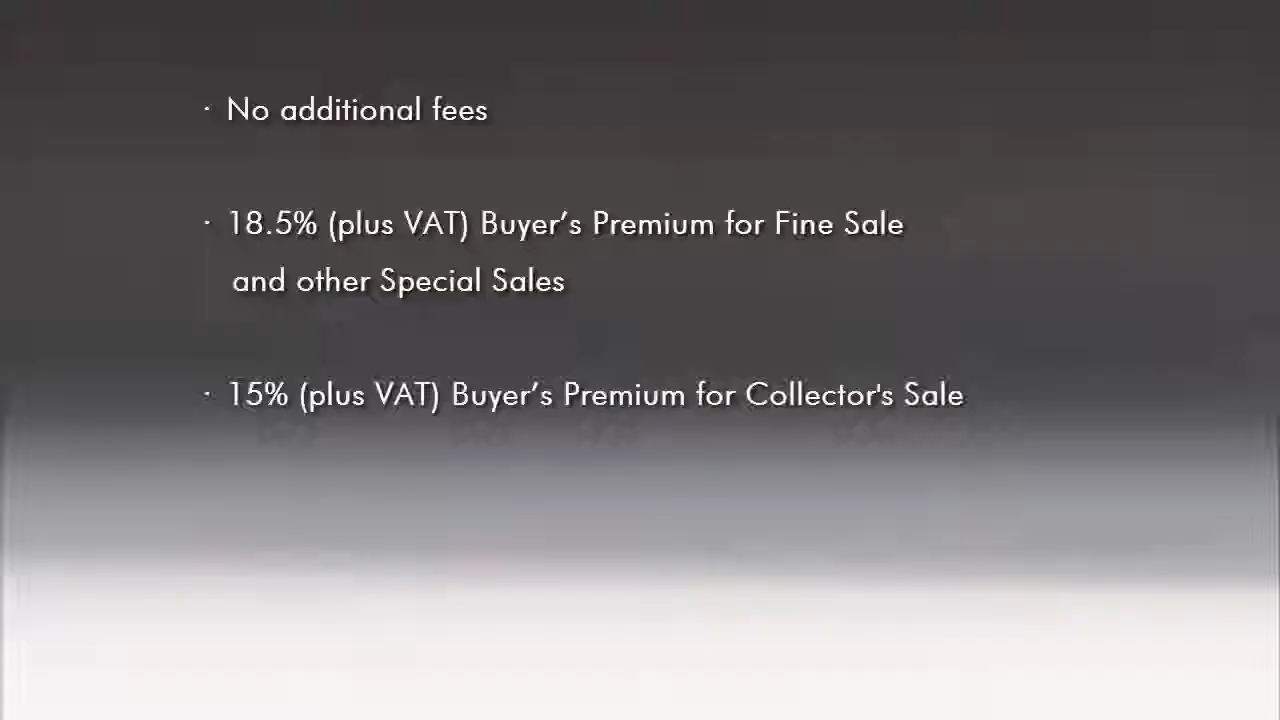 · No additional fees
· 18.5% (plus VAT) Buyer’s Premium for Fine Sale
and other Special Sales
· 15% (plus VAT) Buyer’s Premium for Collector's Sale